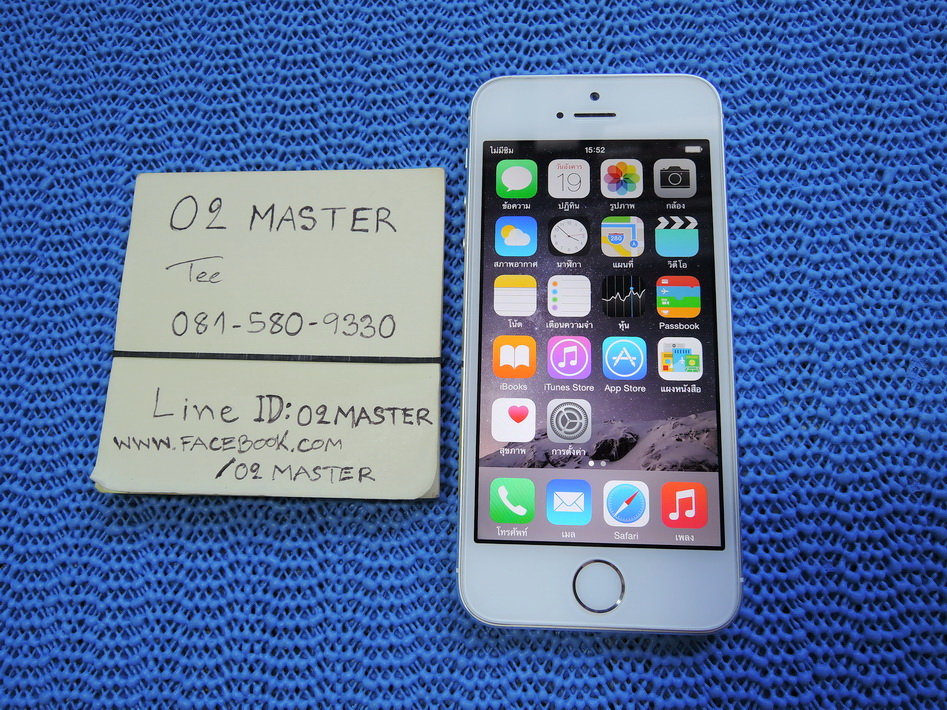 O2 MASTER
Tee
081-580-9330
Line ID: O2MASTER
WWW.FACEBOOK.COM
/O2 MASTER
ไม่มีซิม 15:52
วันอังคาร
19
ข้อความ ปฏิทิน รูปภาพ กล้อง
280
สภาพอากาศ นาฬิกา แผนที่ วิดีโอ
โน้ต เตือนความจำ หุ้น Passbook
iBooks iTunes Store App Store แผงหนังสือ
สุขภาพ การตั้งค่า
โทรศัพท์ เมล Safari เพลง